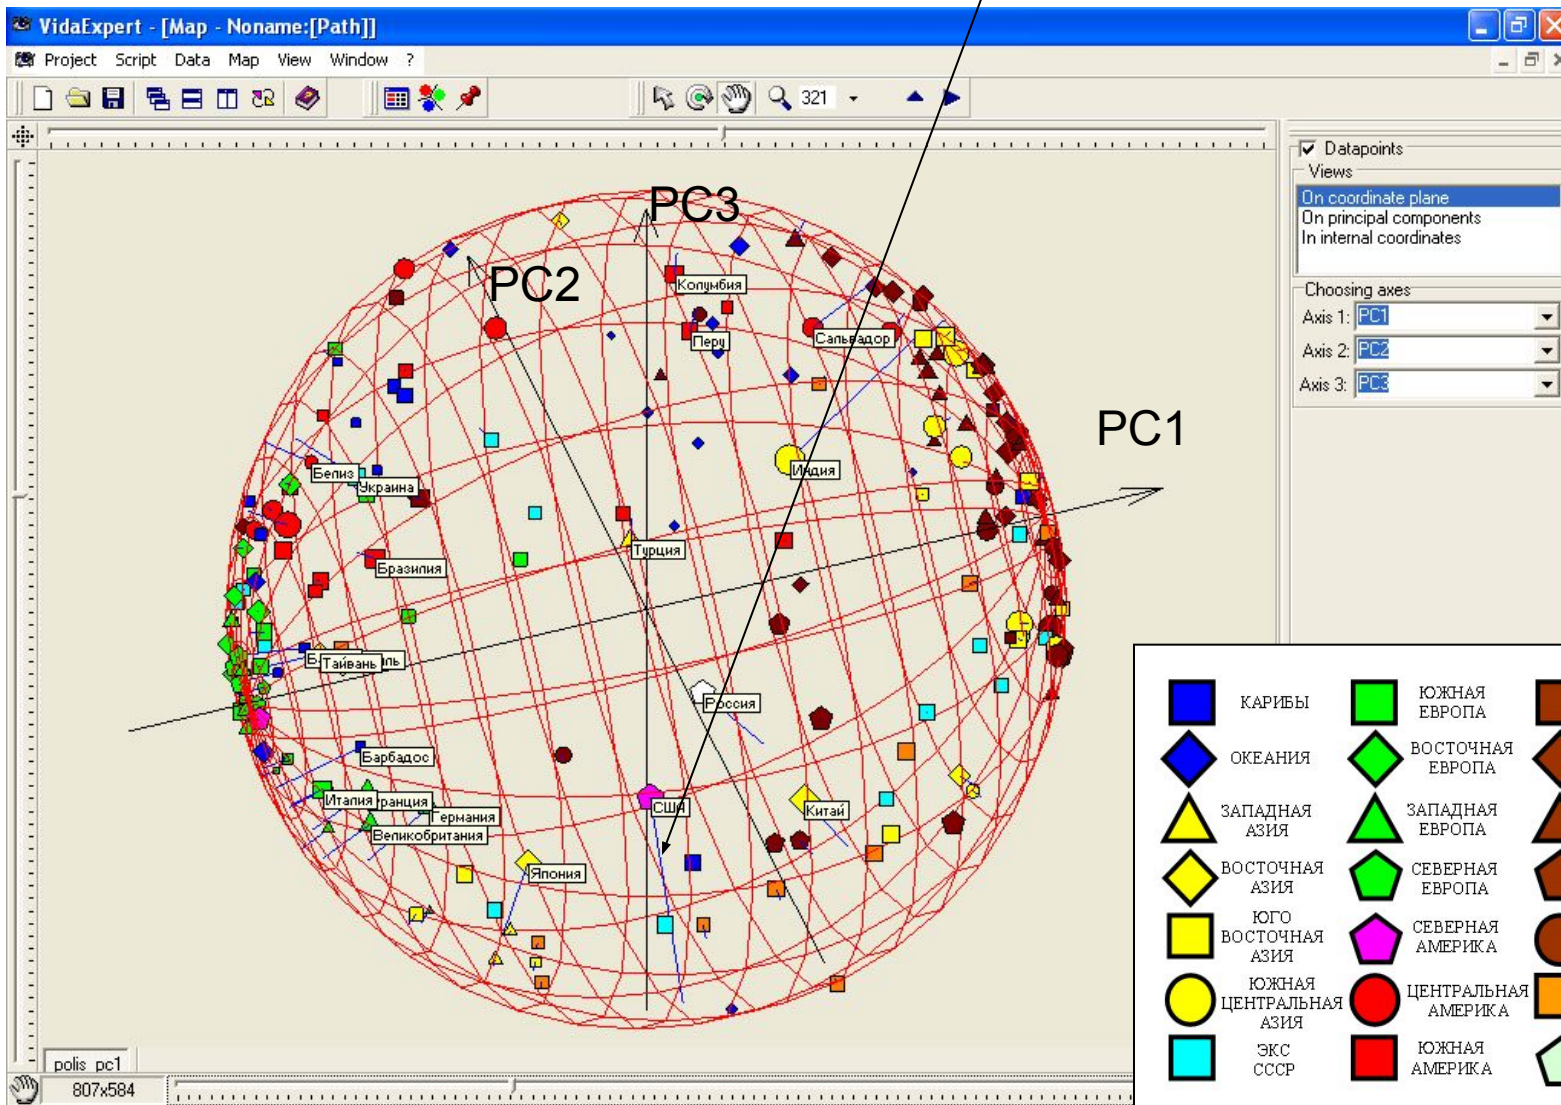 VidaExpert - [Map - Noname:[Path]]
Project Script Data Map View Window ?
321
Datapoints
Views
On coordinate plane
On principal components
In internal coordinates
Choosing axes
Axis 1: PC1
Axis 2: PC2
Axis 3: PC3
PC3
PC2
PC1
Колумбия
Перу
Сальвадор
Индия
Белиз
Украина
Турция
Бразилия
Тайвань
Россия
Барбадос
США
Китай
Италия
Германия
Великобритания
Япония
КАРИБЫ
ЮЖНАЯ
ЕВРОПА
ОКЕАНИЯ
ВОСТОЧНАЯ
ЕВРОПА
ЗАПАДНАЯ
АЗИЯ
ЗАПАДНАЯ
ЕВРОПА
ВОСТОЧНАЯ
АЗИЯ
СЕВЕРНАЯ
ЕВРОПА
ЮГО
ВОСТОЧНАЯ
АЗИЯ
СЕВЕРНАЯ
АМЕРИКА
ЮЖНАЯ
ЦЕНТРАЛЬНАЯ
АЗИЯ
ЦЕНТРАЛЬНАЯ
АМЕРИКА
ЭКС
СССР
ЮЖНАЯ
АМЕРИКА
polis_pc1
807x584